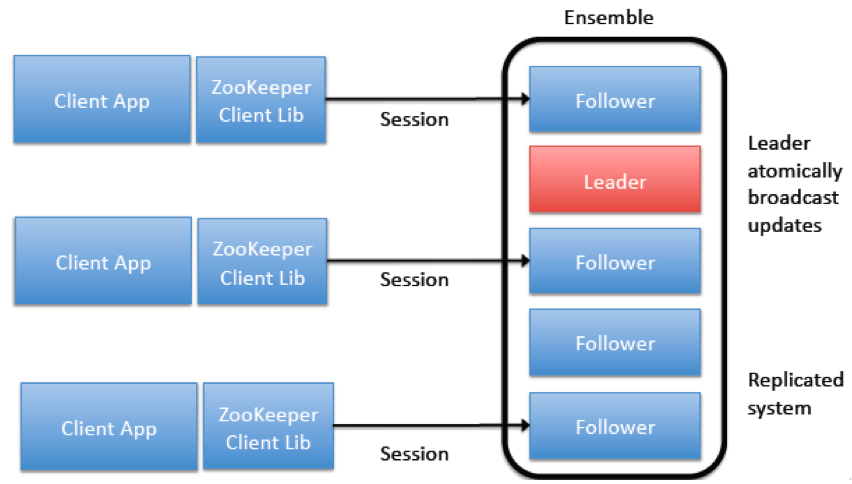 Ensemble
Client App
ZooKeeper
Client Lib
Session
Follower
Leader
Leader
atomically
broadcast
updates
Client App
ZooKeeper
Client Lib
Session
Follower
Follower
Replicated
system
Client App
ZooKeeper
Client Lib
Session
Follower